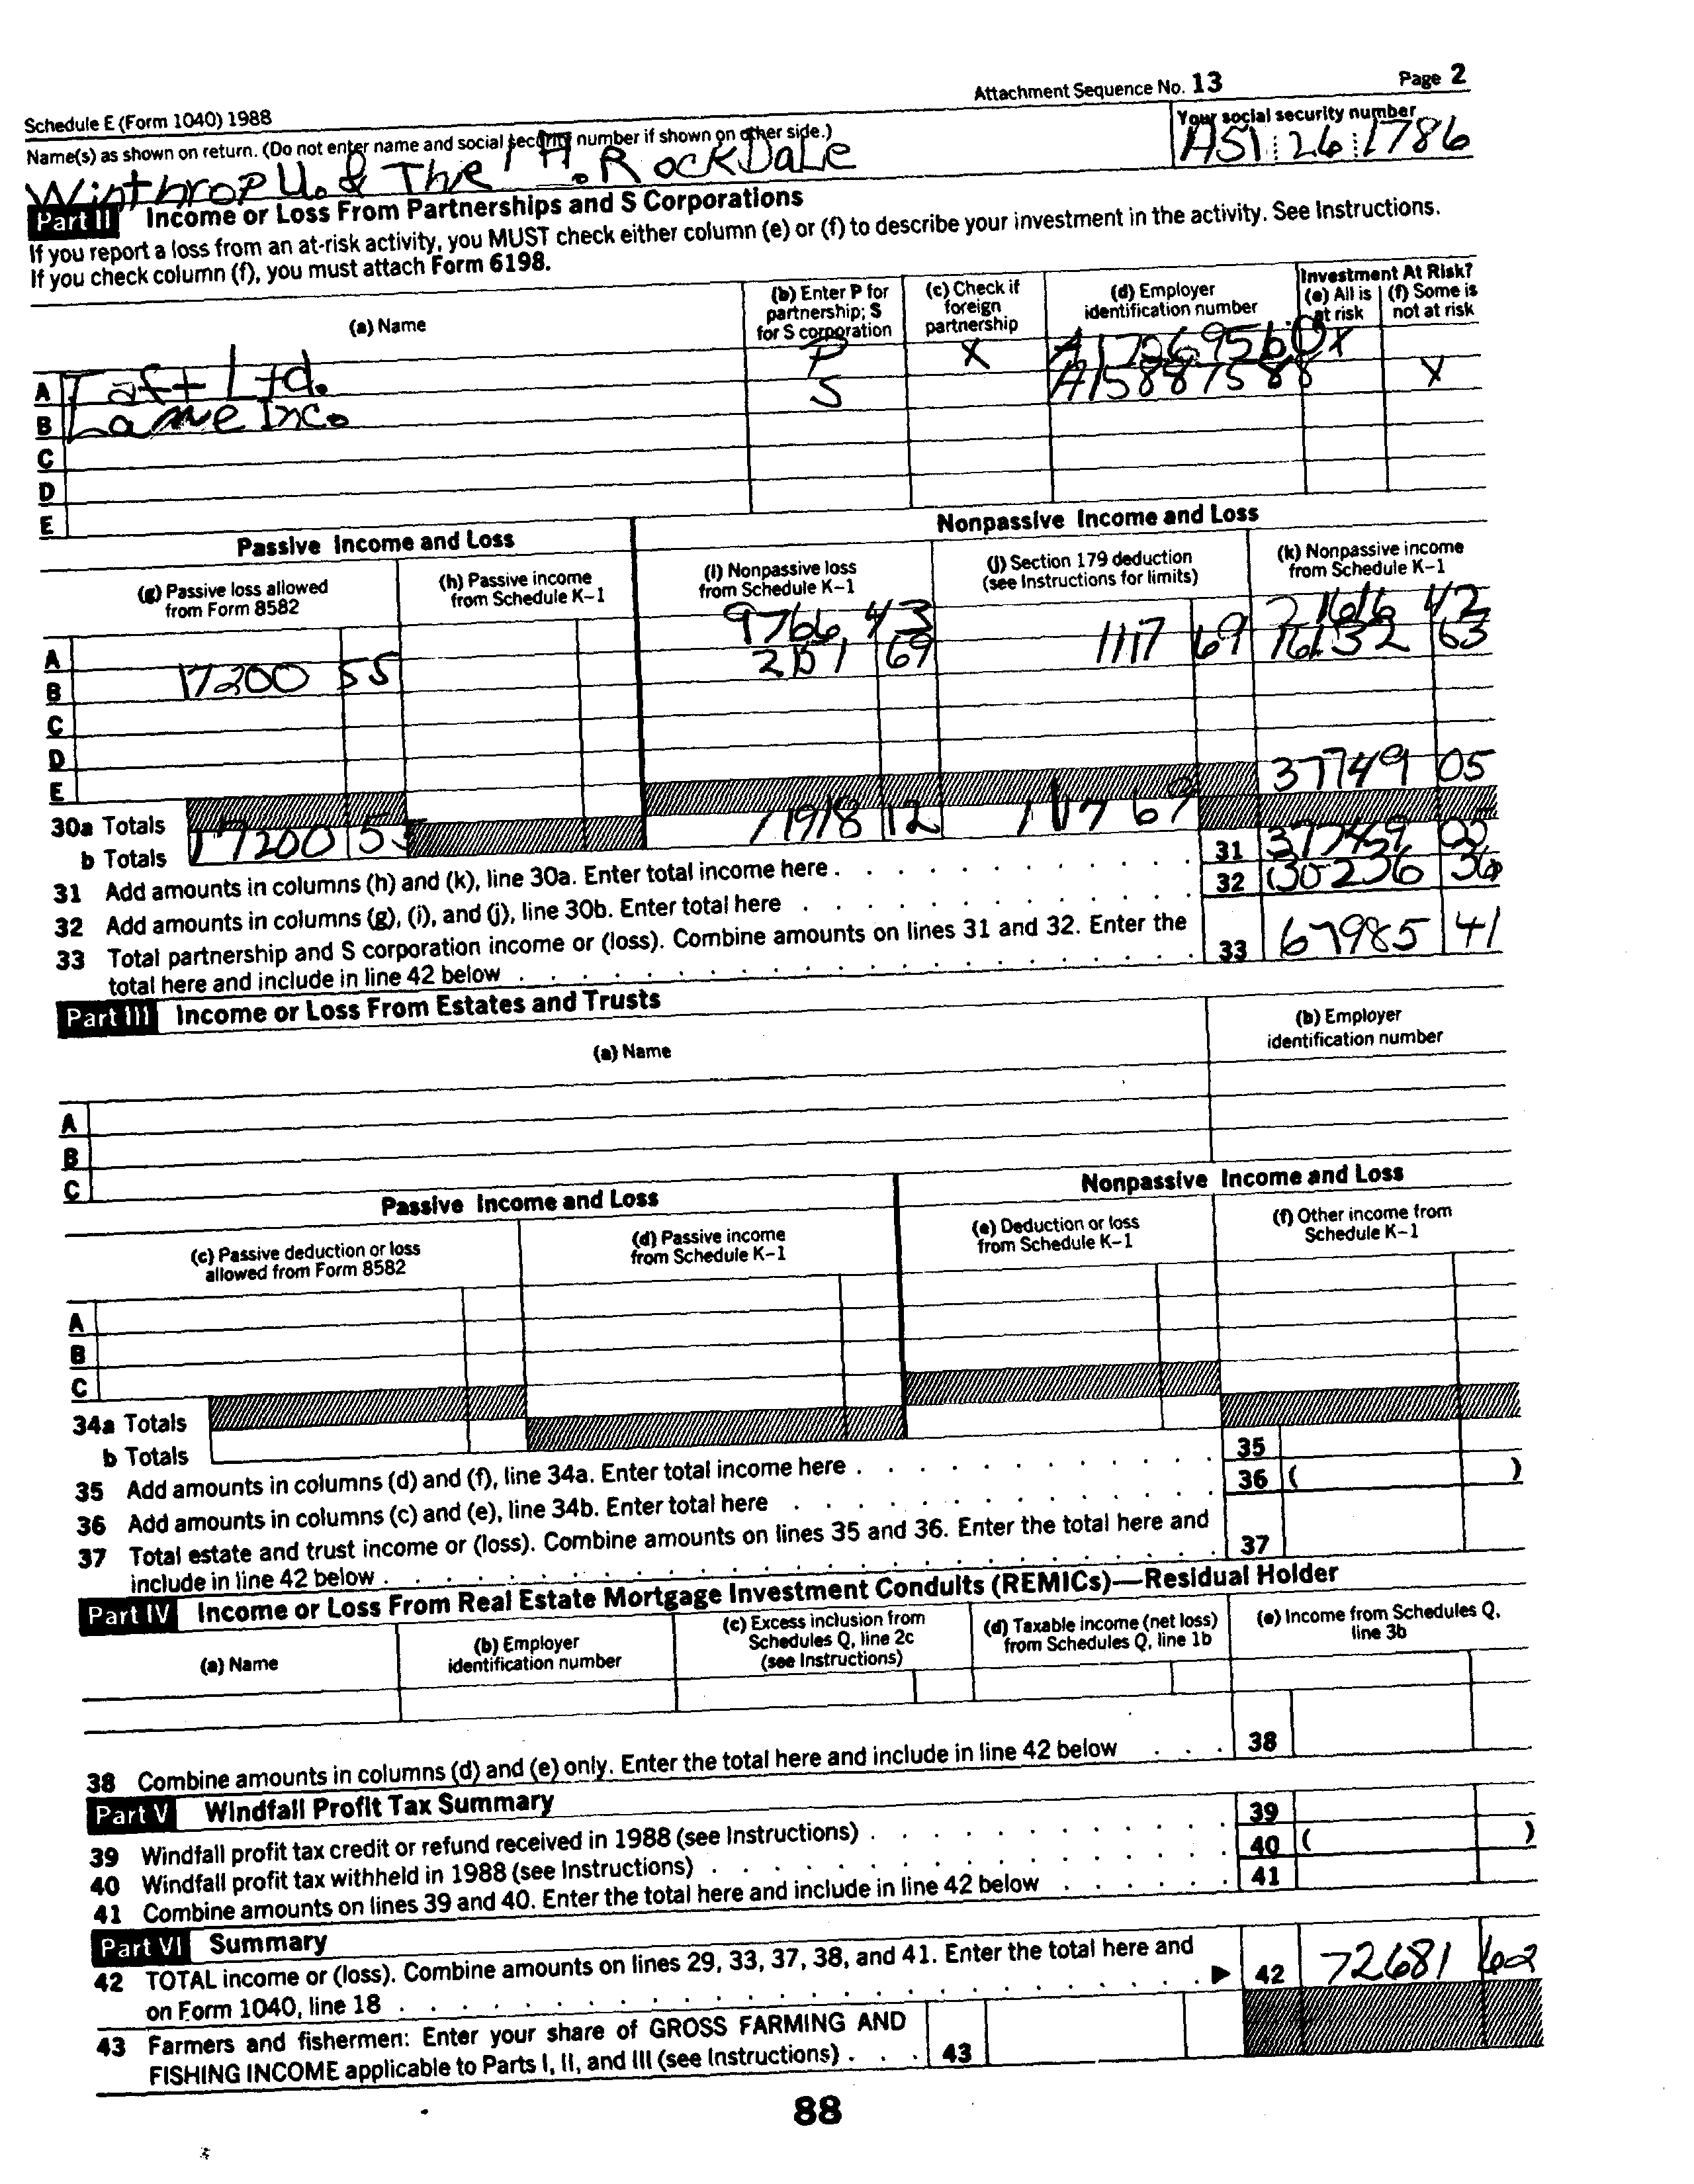 Attachment Sequence No. 13 Page 2
Schedule E (Form 1040) 1988
Name(s) as shown on return. (Do not enter name and social security number if shown on other side.) Your social security number
Winthrop U. & The H. RockDaLe A51 26 1786
Part II Income or Loss From Partnerships and S Corporations
If you report a loss from an at-risk activity, you MUST check either column (e) or (f) to describe your investment in the activity. See Instructions.
If you check column (f), you must attach Form 6198.
(a) Name
(b) Enter P for partnership; S for S corporation
(c) Check if foreign partnership
(d) Employer identification number
Investment At Risk?
(e) All is at risk
(f) Some is not at risk
A Taft Ltd. P X A17269560 X
B Inc. S A15887588 X
C
D
E
Passive Income and Loss
Nonpassive Income and Loss
(g) Passive loss allowed from Form 8582
(h) Passive income from Schedule K-1
(i) Nonpassive loss from Schedule K-1
(j) Section 179 deduction (see Instructions for limits)
(k) Nonpassive income from Schedule K-1
A 9766 43 21616 42
B 17200 55 69 1117 69 16132 63
C
D
E
30a Totals 37749 05
b Totals 17200 55 11918 12 1117 69
31 Add amounts in columns (h) and (k), line 30a. Enter total income here 31 37749 05
32 Add amounts in columns (g), (i), and (j), line 30b. Enter total here 32 (30236 36
33 Total partnership and S corporation income or (loss). Combine amounts on lines 31 and 32. Enter the
total here and include in line 42 below 33 67985 41
Part III Income or Loss From Estates and Trusts
(a) Name
(b) Employer identification number
A
B
C
Passive Income and Loss
Nonpassive Income and Loss
(c) Passive deduction or loss allowed from Form 8582
(d) Passive income from Schedule K-1
(e) Deduction or loss from Schedule K-1
(f) Other income from Schedule K-1
A
B
C
34a Totals
b Totals
35 Add amounts in columns (d) and (f), line 34a. Enter total income here 35
36 Add amounts in columns (c) and (e), line 34b. Enter total here 36 ( )
37 Total estate and trust income or (loss). Combine amounts on lines 35 and 36. Enter the total here and
include in line 42 below 37
Part IV Income or Loss From Real Estate Mortgage Investment Conduits (REMICs)—Residual Holder
(a) Name
(b) Employer identification number
(c) Excess inclusion from Schedules Q, line 2c (see Instructions)
(d) Taxable income (net loss) from Schedules Q, line 1b
(e) Income from Schedules Q, line 3b
38 Combine amounts in columns (d) and (e) only. Enter the total here and include in line 42 below 38
Part V Windfall Profit Tax Summary
39 Windfall profit tax credit or refund received in 1988 (see Instructions) 39
40 Windfall profit tax withheld in 1988 (see Instructions) 40 ( )
41 Combine amounts on lines 39 and 40. Enter the total here and include in line 42 below 41
Part VI Summary
42 TOTAL income or (loss). Combine amounts on lines 29, 33, 37, 38, and 41. Enter the total here and
on Form 1040, line 18 ▶ 42 72681 62
43 Farmers and fishermen: Enter your share of GROSS FARMING AND
FISHING INCOME applicable to Parts I, II, and III (see Instructions) 43
88